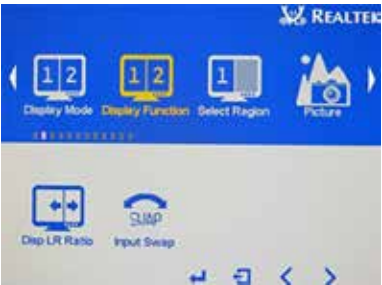 REALTEK
1 2
1 2
1
Display Mode
Display Function
Select Region
Picture
SWAP
Disp LR Ratio
Input Swap